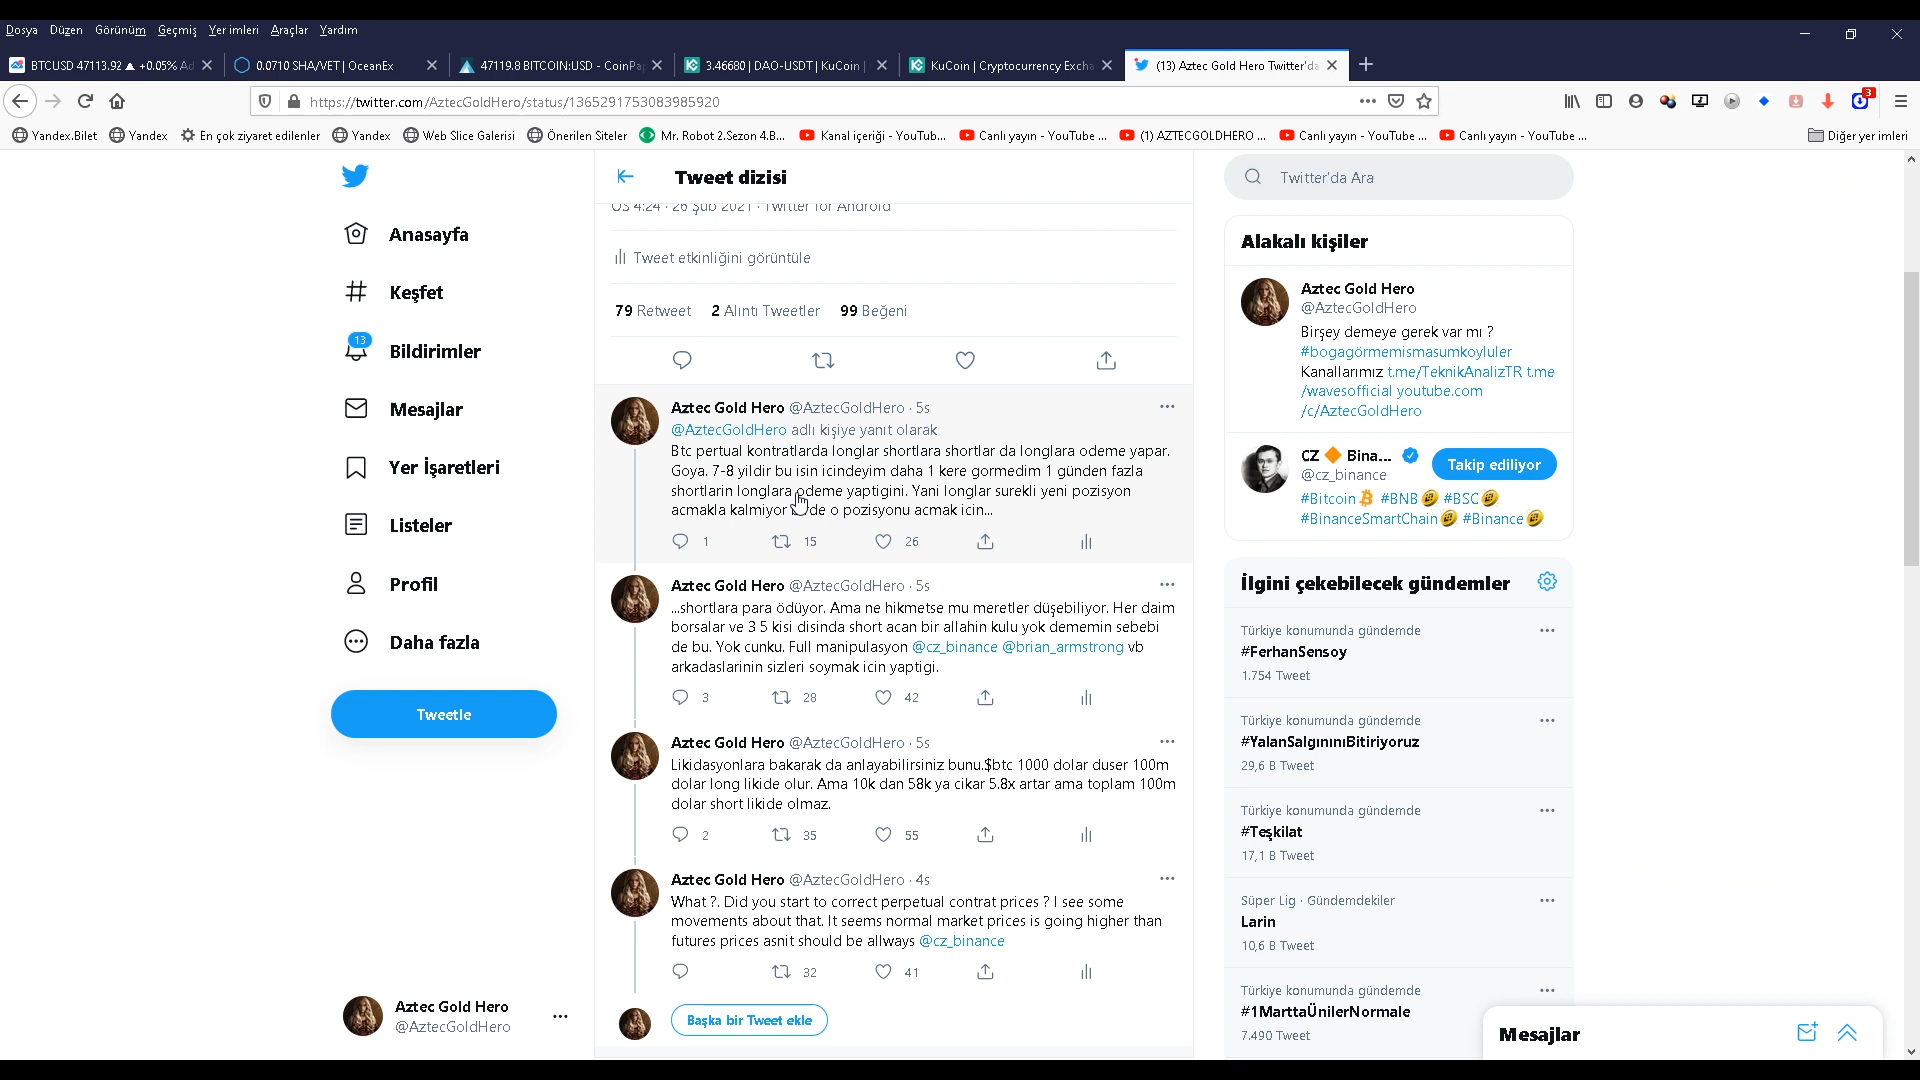 Dosya Düzen Görünüm Geçmiş Yer imleri Araçlar Yardım
BTCUSD 47113.92 ▲ +0.05% Ad
0.0710 SHA/VET | OceanEx
47119.8 BITCOIN:USD - CoinPa
3.46680 | DAO-USDT | KuCoin |
KuCoin | Cryptocurrency Excha
(13) Aztec Gold Hero Twitter'da
https://twitter.com/AztecGoldHero/status/1365291753083985920
3
Yandex.Bilet Yandex En çok ziyaret edilenler Yandex Web Slice Galerisi Önerilen Siteler Mr. Robot 2.Sezon 4.B... Kanal içeriği - YouTub... Canlı yayın - YouTube ... (1) AZTECGOLDHERO ... Canlı yayın - YouTube ... Canlı yayın - YouTube ... Diğer yer imleri
Anasayfa
Keşfet
13
Bildirimler
Mesajlar
Yer İşaretleri
Listeler
Profil
Daha fazla
Tweetle
Aztec Gold Hero
@AztecGoldHero
Tweet dizisi
ÖS 4:24 · 26 Şub 2021 · Twitter for Android
Tweet etkinliğini görüntüle
79 Retweet 2 Alıntı Tweetler 99 Beğeni
Aztec Gold Hero @AztecGoldHero · 5s
@AztecGoldHero adlı kişiye yanıt olarak
Btc pertual kontratlarda longlar shortlara shortlar da longlara odeme yapar.
Goya. 7-8 yildir bu isin icindeyim daha 1 kere gormedim 1 günden fazla
shortlarin longlara odeme yaptigini. Yani longlar surekli yeni pozisyon
acmakla kalmiyor de o pozisyonu acmak icin...
1 15 26
Aztec Gold Hero @AztecGoldHero · 5s
...shortlara para ödüyor. Ama ne hikmetse mu meretler düşebiliyor. Her daim
borsalar ve 3 5 kisi disinda short acan bir allahin kulu yok dememin sebebi
de bu. Yok cunku. Full manipulasyon @cz_binance @brian_armstrong vb
arkadaslarinin sizleri soymak icin yaptigi.
3 28 42
Aztec Gold Hero @AztecGoldHero · 5s
Likidasyonlara bakarak da anlayabilirsiniz bunu.$btc 1000 dolar duser 100m
dolar long likide olur. Ama 10k dan 58k ya cikar 5.8x artar ama toplam 100m
dolar short likide olmaz.
2 35 55
Aztec Gold Hero @AztecGoldHero · 4s
What ?. Did you start to correct perpetual contrat prices ? I see some
movements about that. It seems normal market prices is going higher than
futures prices asnit should be allways @cz_binance
32 41
Başka bir Tweet ekle
Twitter'da Ara
Alakalı kişiler
Aztec Gold Hero
@AztecGoldHero
Birşey demeye gerek var mı ?
#bogagörmemismasumkoyluler
Kanallarımız t.me/TeknikAnalizTR t.me
/wavesofficial youtube.com
/c/AztecGoldHero
CZ 🔶 Bina...
@cz_binance
Takip ediliyor
#Bitcoin #BNB #BSC
#BinanceSmartChain #Binance
İlgini çekebilecek gündemler
Türkiye konumunda gündemde
#FerhanSensoy
1.754 Tweet
Türkiye konumunda gündemde
#YalanSalgınınıBitiriyoruz
29,6 B Tweet
Türkiye konumunda gündemde
#Teşkilat
17,1 B Tweet
Süper Lig · Gündemdekiler
Larin
10,6 B Tweet
Türkiye konumunda gündemde
#1MarttaÜnilerNormale
7.490 Tweet
Mesajlar